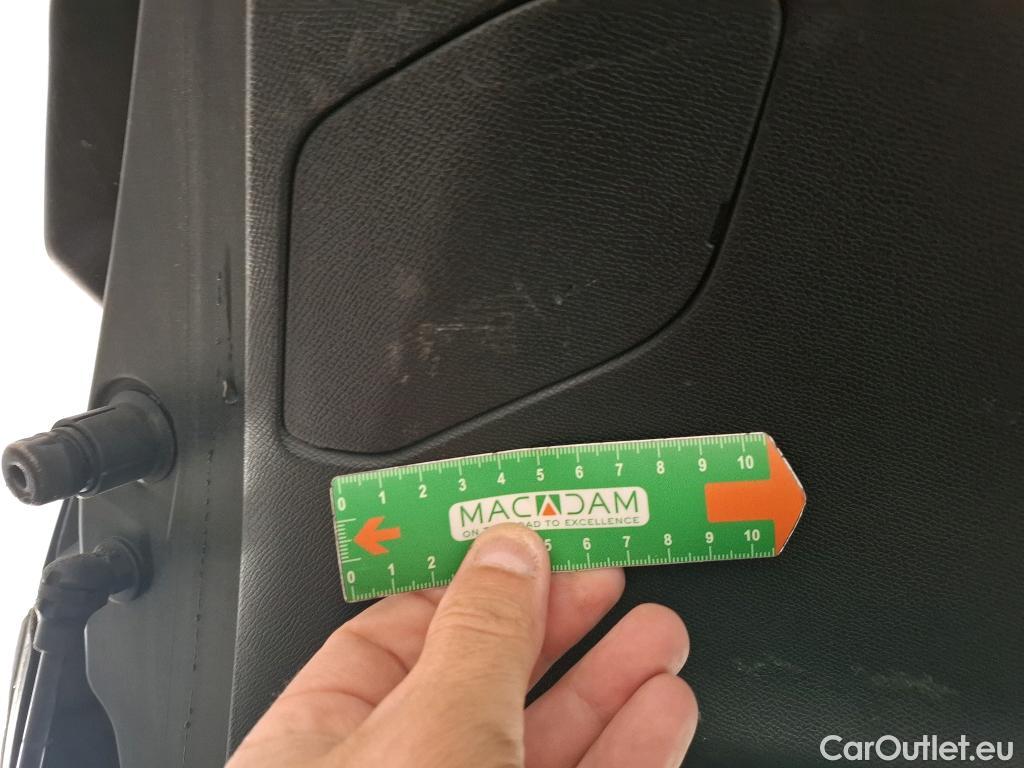 0 1 2 3 4 5 6 7 8 9 10
MACADAM
ON TO EXCELLENCE
0 1 2 5 6 7 8 9 10
CarOutlet.eu